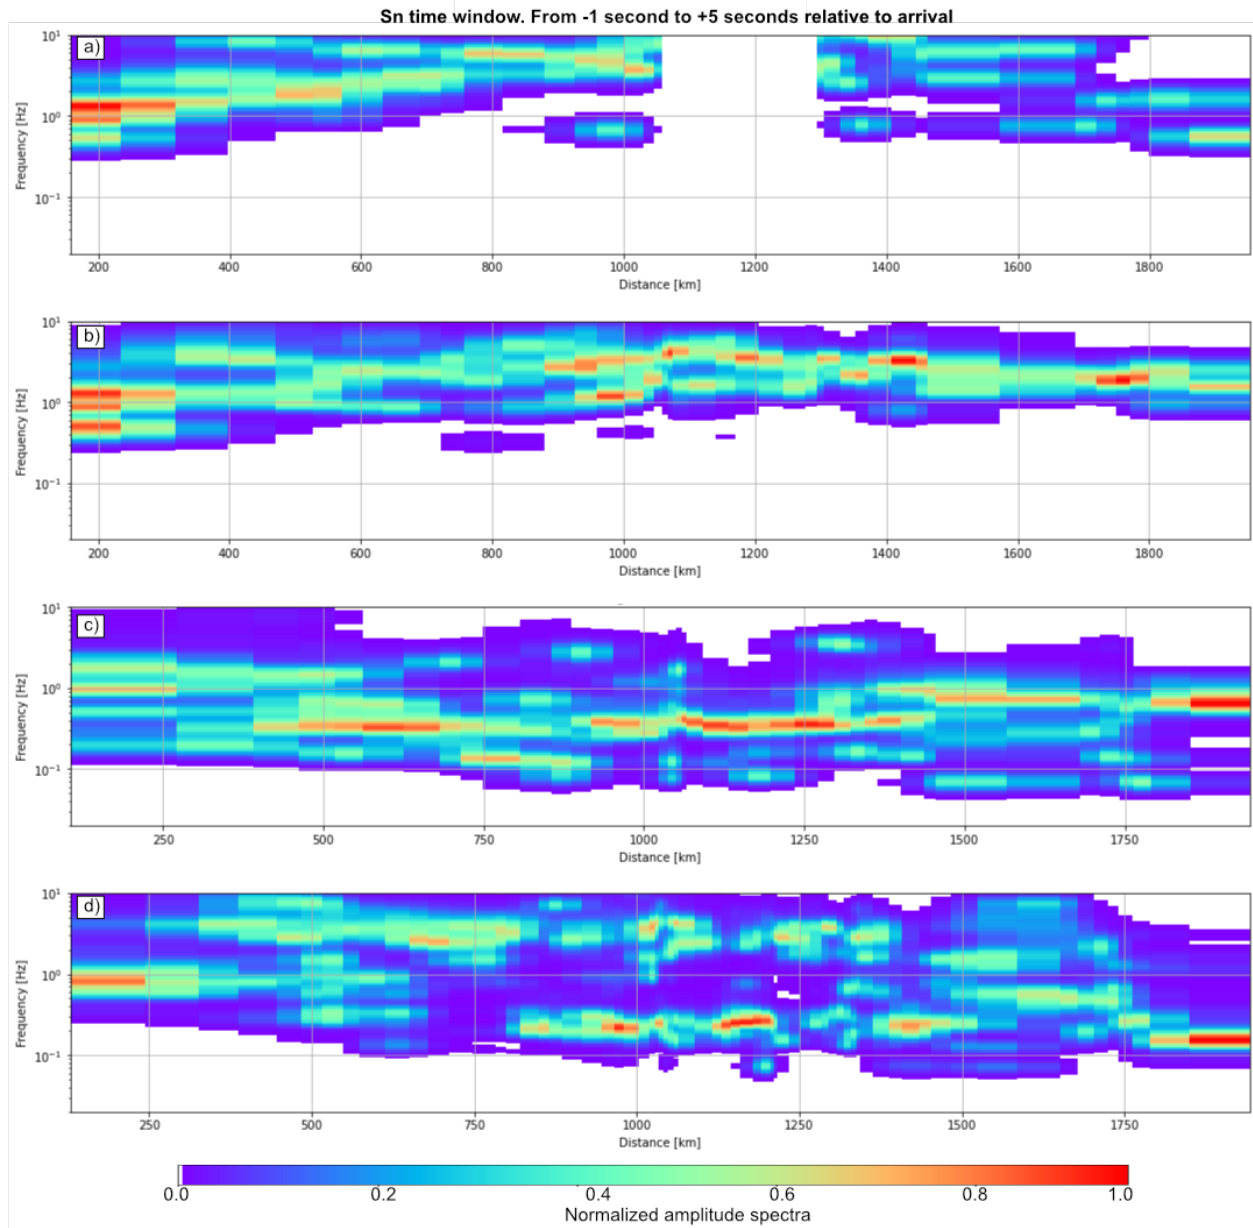 Sn time window. From -1 second to +5 seconds relative to arrival
a)
Frequency [Hz]
10¹
10⁰
10⁻¹
200 400 600 800 1000 1200 1400 1600 1800
Distance [km]
b)
Frequency [Hz]
10¹
10⁰
10⁻¹
200 400 600 800 1000 1200 1400 1600 1800
Distance [km]
c)
Frequency [Hz]
10¹
10⁰
10⁻¹
250 500 750 1000 1250 1500 1750
Distance [km]
d)
Frequency [Hz]
10¹
10⁰
10⁻¹
250 500 750 1000 1250 1500 1750
Distance [km]
0.0 0.2 0.4 0.6 0.8 1.0
Normalized amplitude spectra